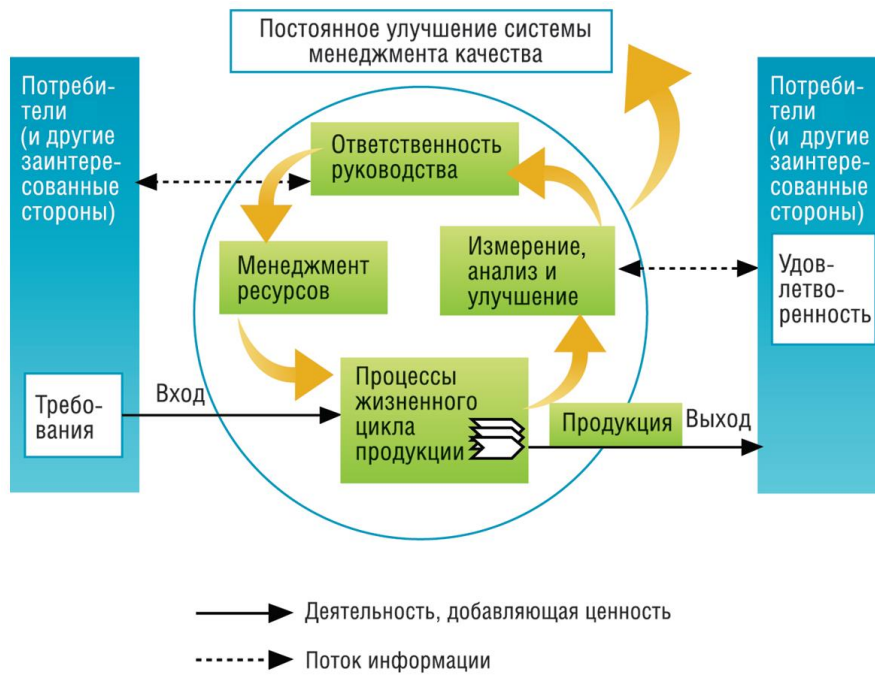 Постоянное улучшение системы
менеджмента качества
Потреби-
тели
(и другие
заинтере-
сованные
стороны)
Ответственность
руководства
Потреби-
тели
(и другие
заинтере-
сованные
стороны)
Менеджмент
ресурсов
Измерение,
анализ и
улучшение
Удов-
летво-
ренность
Требо-
вания
Вход
Процессы
жизненного
цикла
продукции
Продукция
Выход
Деятельность, добавляющая ценность
Поток информации